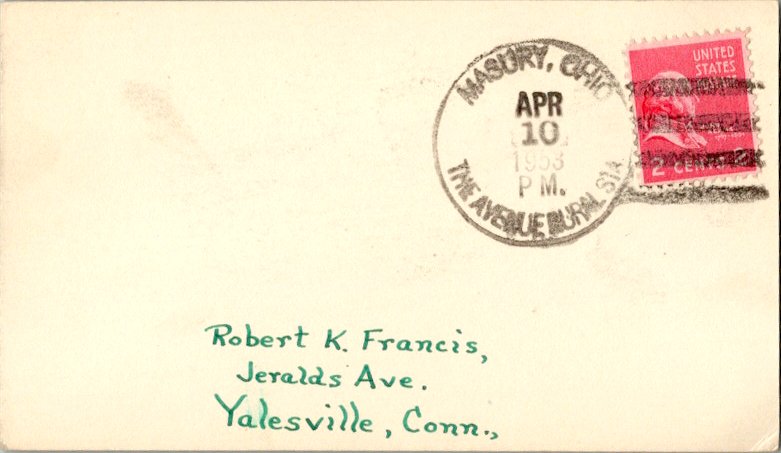 MASURY, OHIO
APR
10
1953
P M.
THE AVENUE RURAL STA.
UNITED
STATES
2 CENTS
Robert K. Francis,
Jeralds Ave.
Yalesville, Conn.,